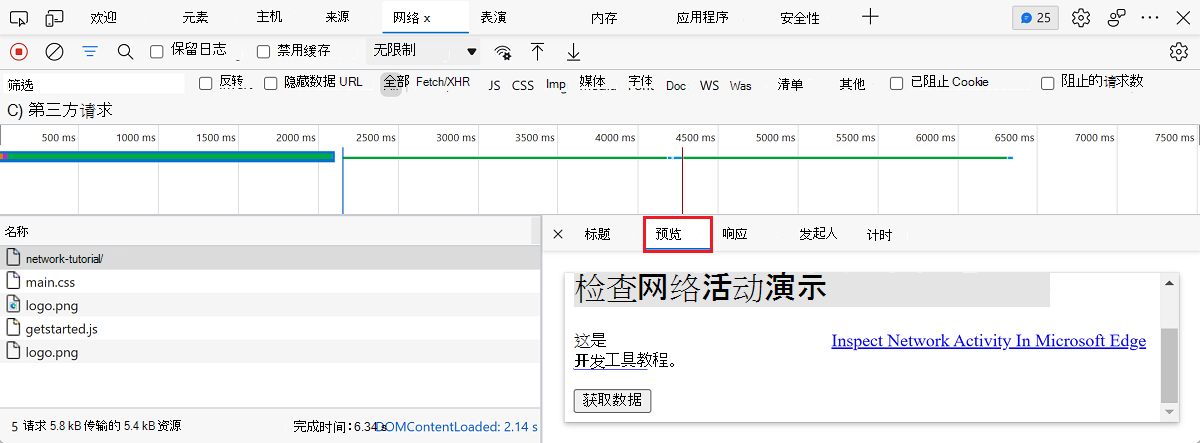 欢迎 元素 主机 来源 网络 x 表演 内存 应用程序 安全性 25
保留日志 禁用缓存 无限制
筛选 反转 隐藏数据 URL 全部 Fetch/XHR JS CSS Img 媒体 字体 Doc WS Was 清单 其他 已阻止 Cookie 阻止的请求数
C) 第三方请求
500 ms 1000 ms 1500 ms 2000 ms 2500 ms 3000 ms 3500 ms 4000 ms 4500 ms 5000 ms 5500 ms 6000 ms 6500 ms 7000 ms 7500 ms
名称
network-tutorial/
main.css
logo.png
getstarted.js
logo.png
5 请求 5.8 kB 传输的 5.4 kB 资源 完成时间：6.34 s DOMContentLoaded: 2.14 s
标题 预览 响应 发起人 计时
检查网络活动演示
这是 Inspect Network Activity In Microsoft Edge
开发工具教程。
获取数据